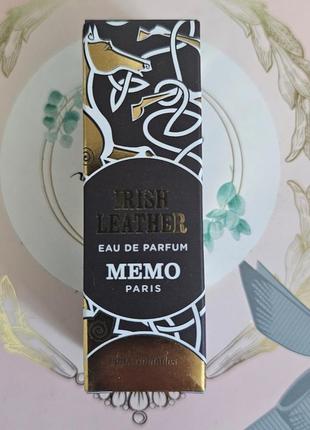 IRISH
LEATHER
EAU DE PARFUM
MEMO
PARIS